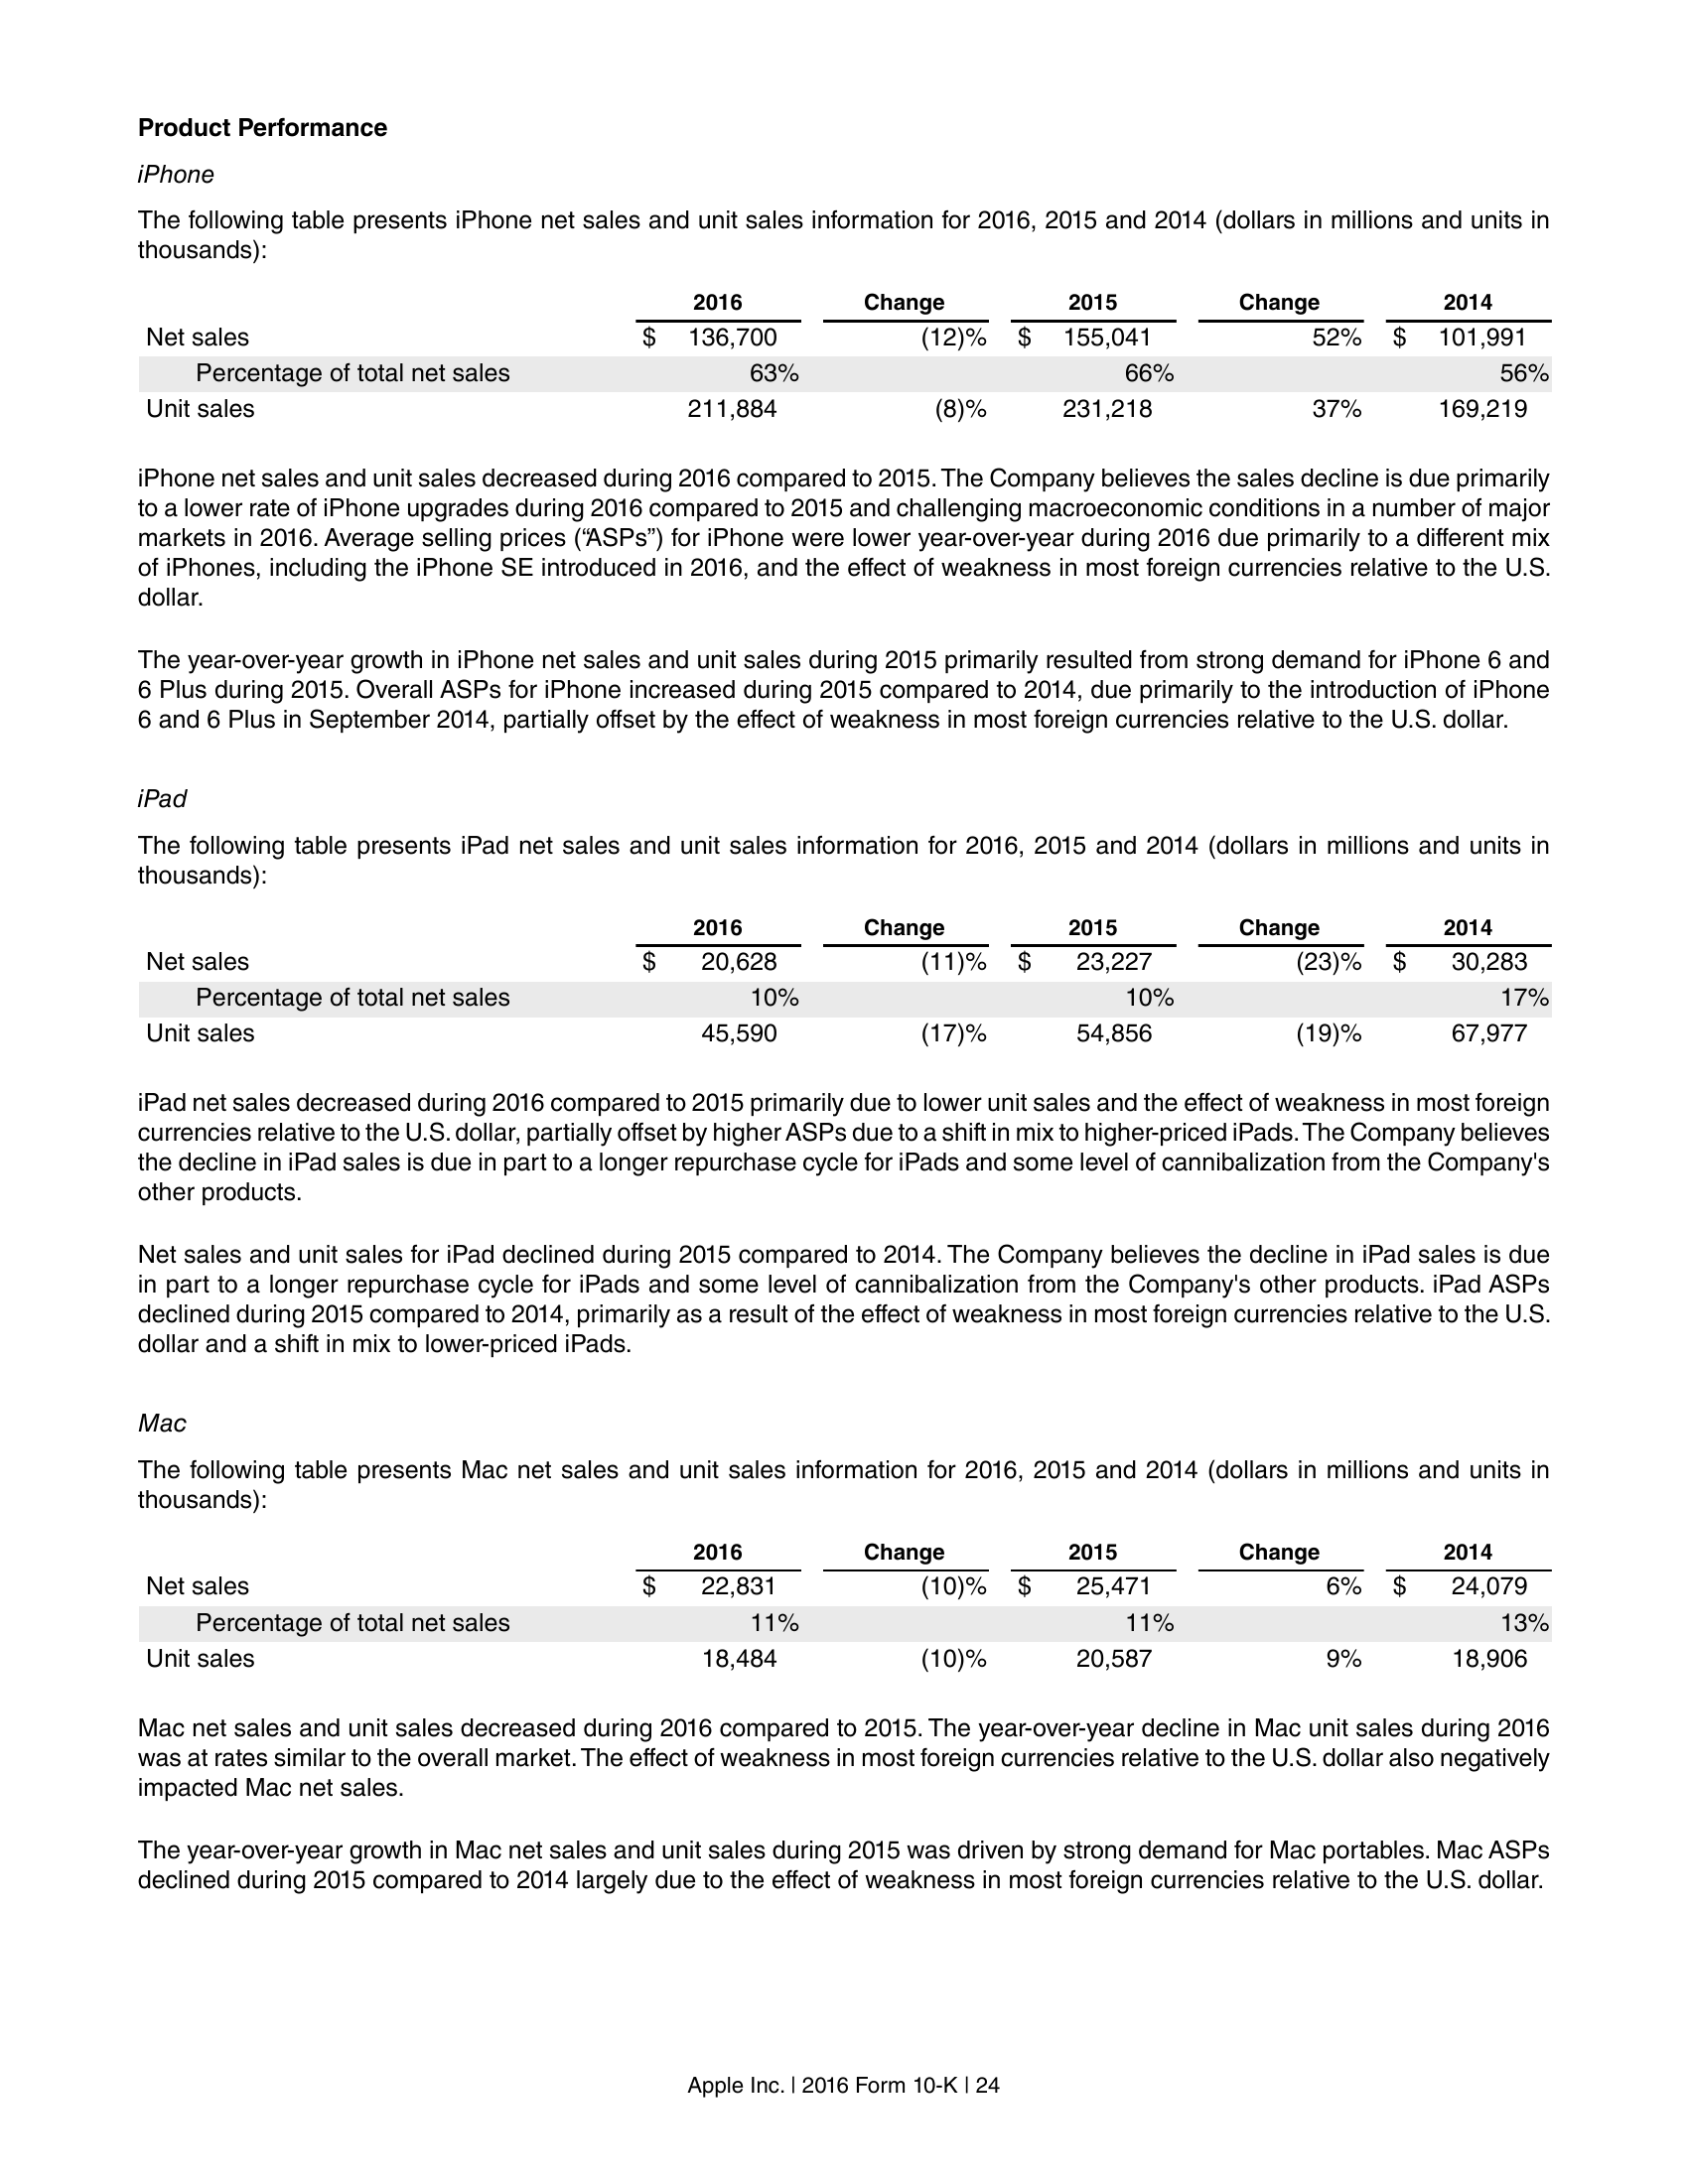 Product Performance
iPhone
The following table presents iPhone net sales and unit sales information for 2016, 2015 and 2014 (dollars in millions and units in
thousands):
2016 Change 2015 Change 2014
Net sales $ 136,700 (12)% $ 155,041 52% $ 101,991
Percentage of total net sales 63% 66% 56%
Unit sales 211,884 (8)% 231,218 37% 169,219
iPhone net sales and unit sales decreased during 2016 compared to 2015. The Company believes the sales decline is due primarily
to a lower rate of iPhone upgrades during 2016 compared to 2015 and challenging macroeconomic conditions in a number of major
markets in 2016. Average selling prices (“ASPs”) for iPhone were lower year-over-year during 2016 due primarily to a different mix
of iPhones, including the iPhone SE introduced in 2016, and the effect of weakness in most foreign currencies relative to the U.S.
dollar.
The year-over-year growth in iPhone net sales and unit sales during 2015 primarily resulted from strong demand for iPhone 6 and
6 Plus during 2015. Overall ASPs for iPhone increased during 2015 compared to 2014, due primarily to the introduction of iPhone
6 and 6 Plus in September 2014, partially offset by the effect of weakness in most foreign currencies relative to the U.S. dollar.
iPad
The following table presents iPad net sales and unit sales information for 2016, 2015 and 2014 (dollars in millions and units in
thousands):
2016 Change 2015 Change 2014
Net sales $ 20,628 (11)% $ 23,227 (23)% $ 30,283
Percentage of total net sales 10% 10% 17%
Unit sales 45,590 (17)% 54,856 (19)% 67,977
iPad net sales decreased during 2016 compared to 2015 primarily due to lower unit sales and the effect of weakness in most foreign
currencies relative to the U.S. dollar, partially offset by higher ASPs due to a shift in mix to higher-priced iPads. The Company believes
the decline in iPad sales is due in part to a longer repurchase cycle for iPads and some level of cannibalization from the Company's
other products.
Net sales and unit sales for iPad declined during 2015 compared to 2014. The Company believes the decline in iPad sales is due
in part to a longer repurchase cycle for iPads and some level of cannibalization from the Company's other products. iPad ASPs
declined during 2015 compared to 2014, primarily as a result of the effect of weakness in most foreign currencies relative to the U.S.
dollar and a shift in mix to lower-priced iPads.
Mac
The following table presents Mac net sales and unit sales information for 2016, 2015 and 2014 (dollars in millions and units in
thousands):
2016 Change 2015 Change 2014
Net sales $ 22,831 (10)% $ 25,471 6% $ 24,079
Percentage of total net sales 11% 11% 13%
Unit sales 18,484 (10)% 20,587 9% 18,906
Mac net sales and unit sales decreased during 2016 compared to 2015. The year-over-year decline in Mac unit sales during 2016
was at rates similar to the overall market. The effect of weakness in most foreign currencies relative to the U.S. dollar also negatively
impacted Mac net sales.
The year-over-year growth in Mac net sales and unit sales during 2015 was driven by strong demand for Mac portables. Mac ASPs
declined during 2015 compared to 2014 largely due to the effect of weakness in most foreign currencies relative to the U.S. dollar.
Apple Inc. | 2016 Form 10-K | 24